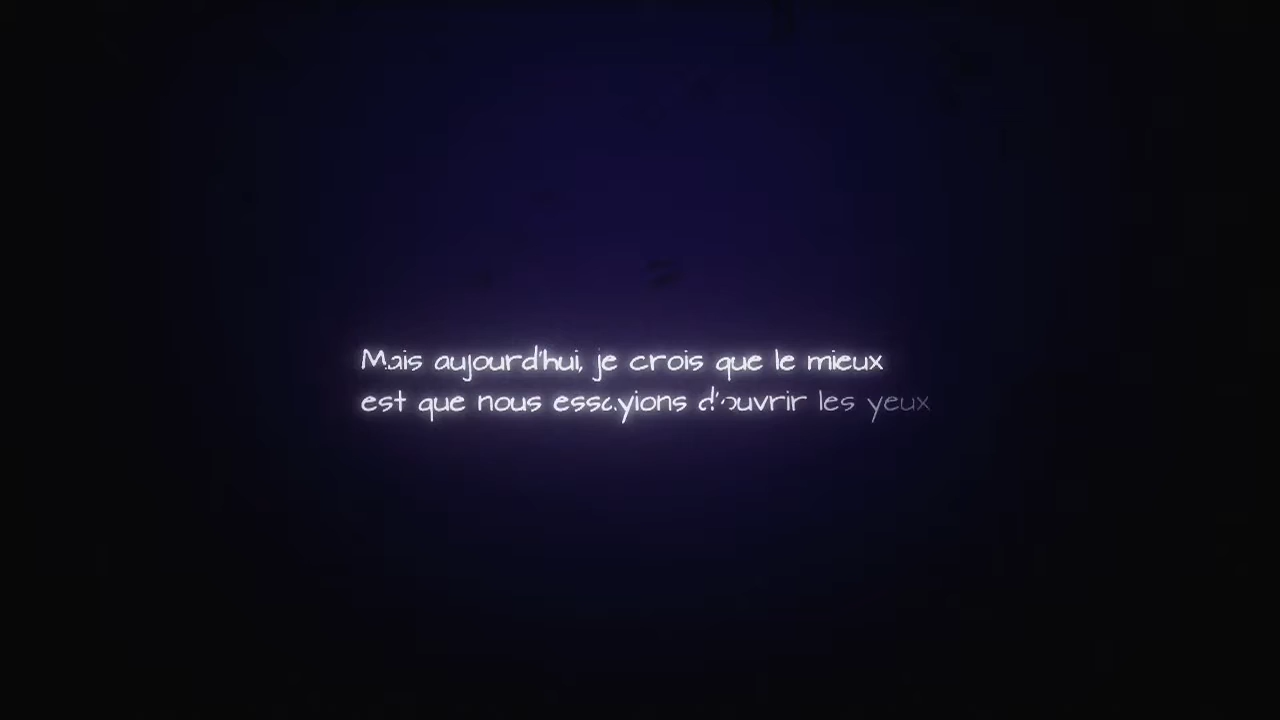 Mais aujourd'hui, je crois que le mieux
est que nous essayions d'ouvrir les yeux